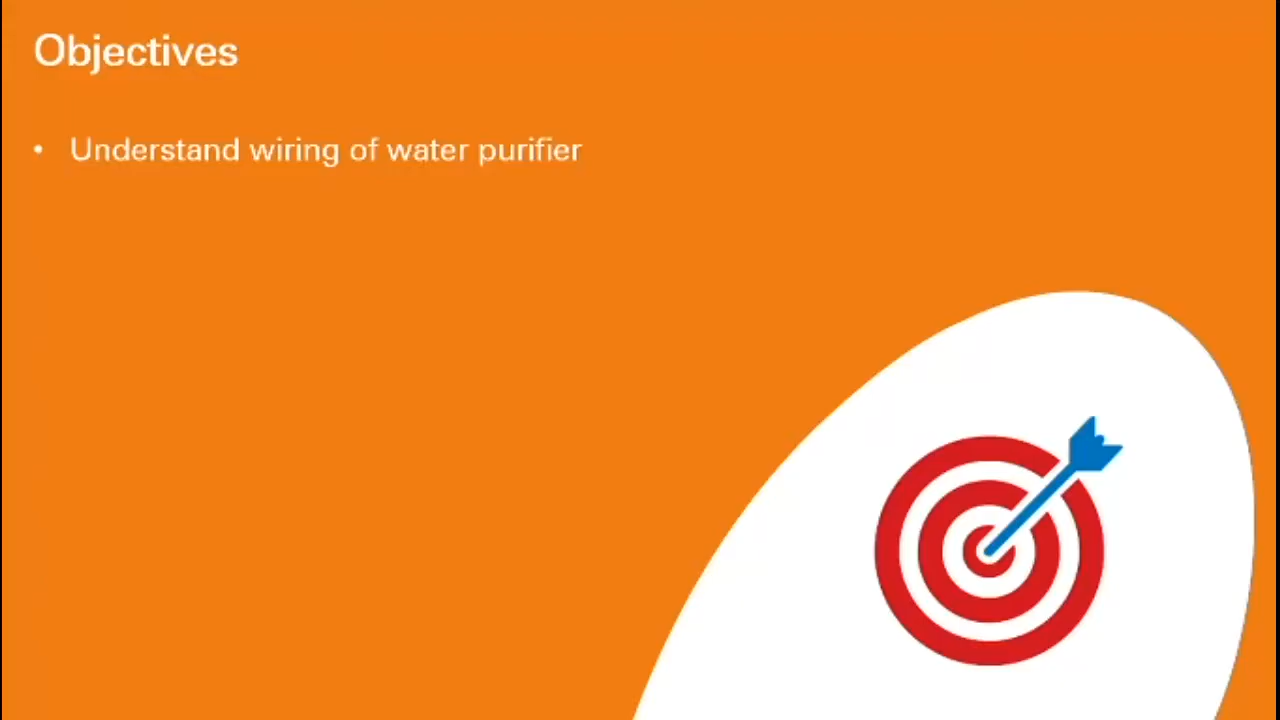 Objectives
• Understand wiring of water purifier